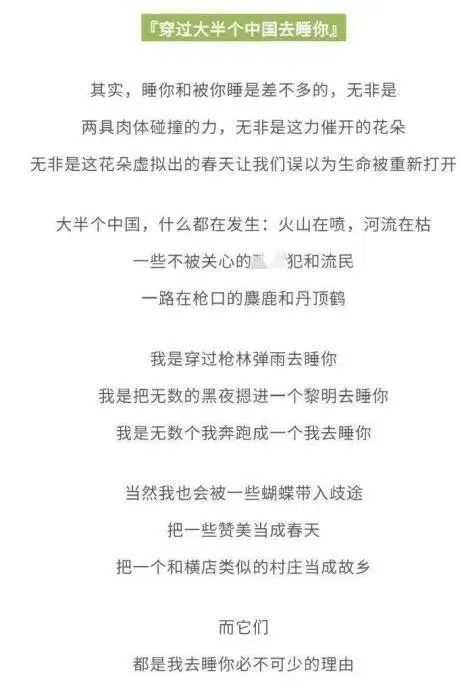 『穿过大半个中国去睡你』
其实，睡你和被你睡是差不多的，无非是
两具肉体碰撞的力，无非是这力催开的花朵
无非是这花朵虚拟出的春天让我们误以为生命被重新打开
大半个中国，什么都在发生：火山在喷，河流在枯
一些不被关心的犯和流民
一路在枪口的麋鹿和丹顶鹤
我是穿过枪林弹雨去睡你
我是把无数的黑夜摁进一个黎明去睡你
我是无数个我奔跑成一个我去睡你
当然我也会被一些蝴蝶带入歧途
把一些赞美当成春天
把一个和横店类似的村庄当成故乡
而它们
都是我去睡你必不可少的理由